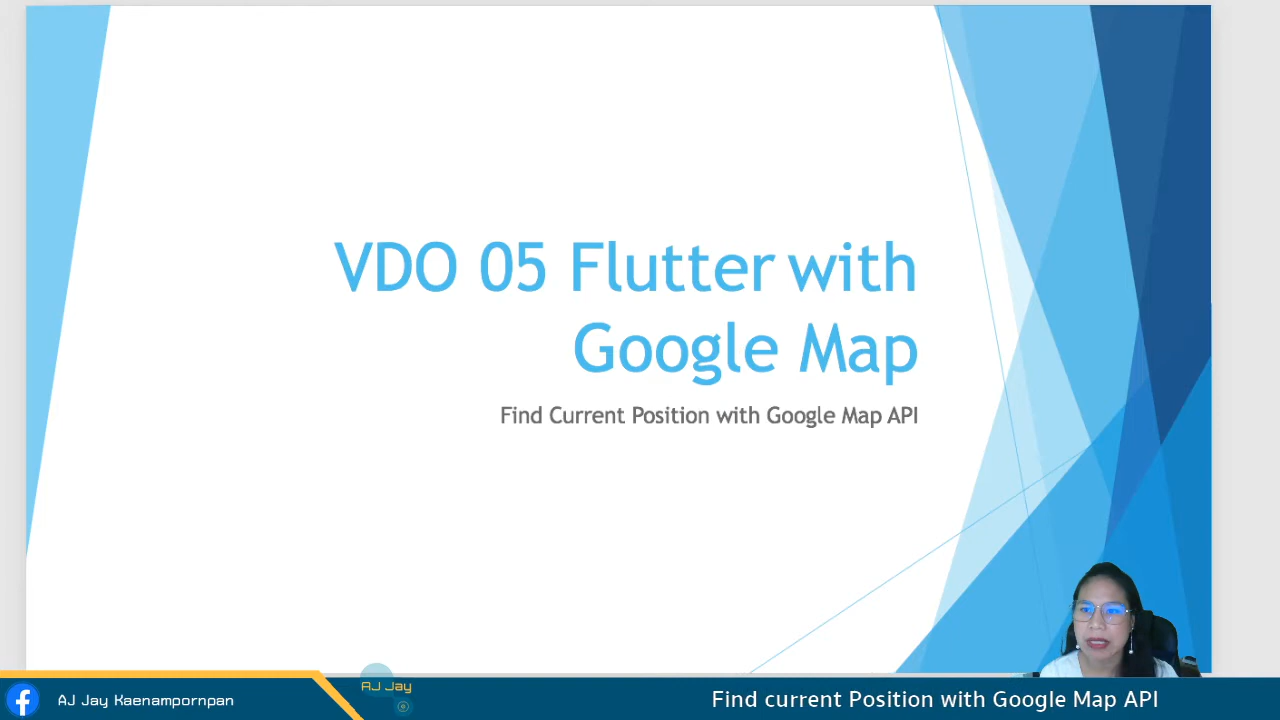 VDO 05 Flutter with
Google Map
Find Current Position with Google Map API
AJ Jay Kaenampornpan
AJ Jay
Find current Position with Google Map API